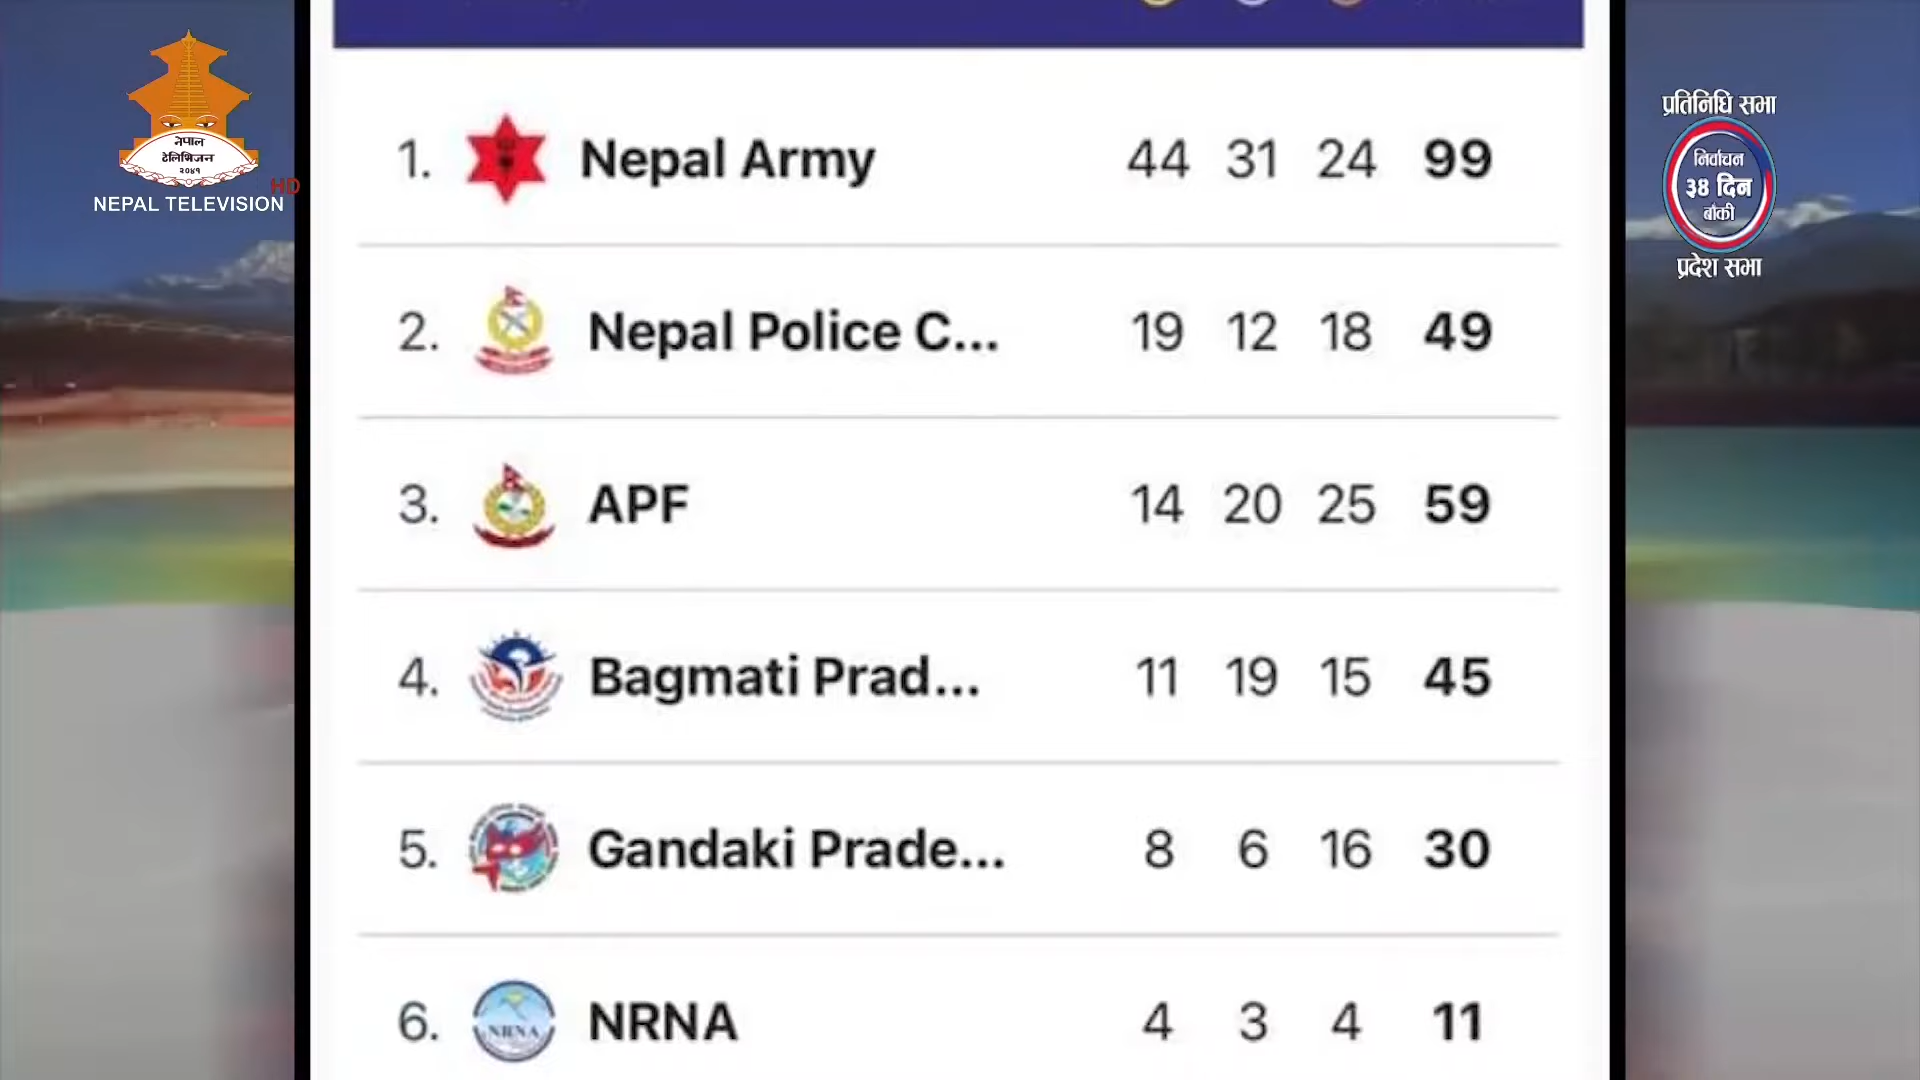 नेपाल
टेलिभिजन
२०४१
HD
NEPAL TELEVISION
प्रतिनिधि सभा
निर्वाचन
३४ दिन
बाँकी
प्रदेश सभा
1. Nepal Army 44 31 24 99
2. Nepal Police C... 19 12 18 49
3. APF 14 20 25 59
4. Bagmati Prad... 11 19 15 45
5. Gandaki Prade... 8 6 16 30
6. NRNA NRNA 4 3 4 11